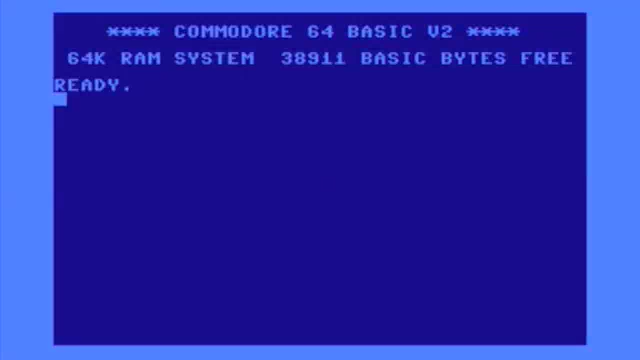 **** COMMODORE 64 BASIC V2 ****
64K RAM SYSTEM  38911 BASIC BYTES FREE
READY.